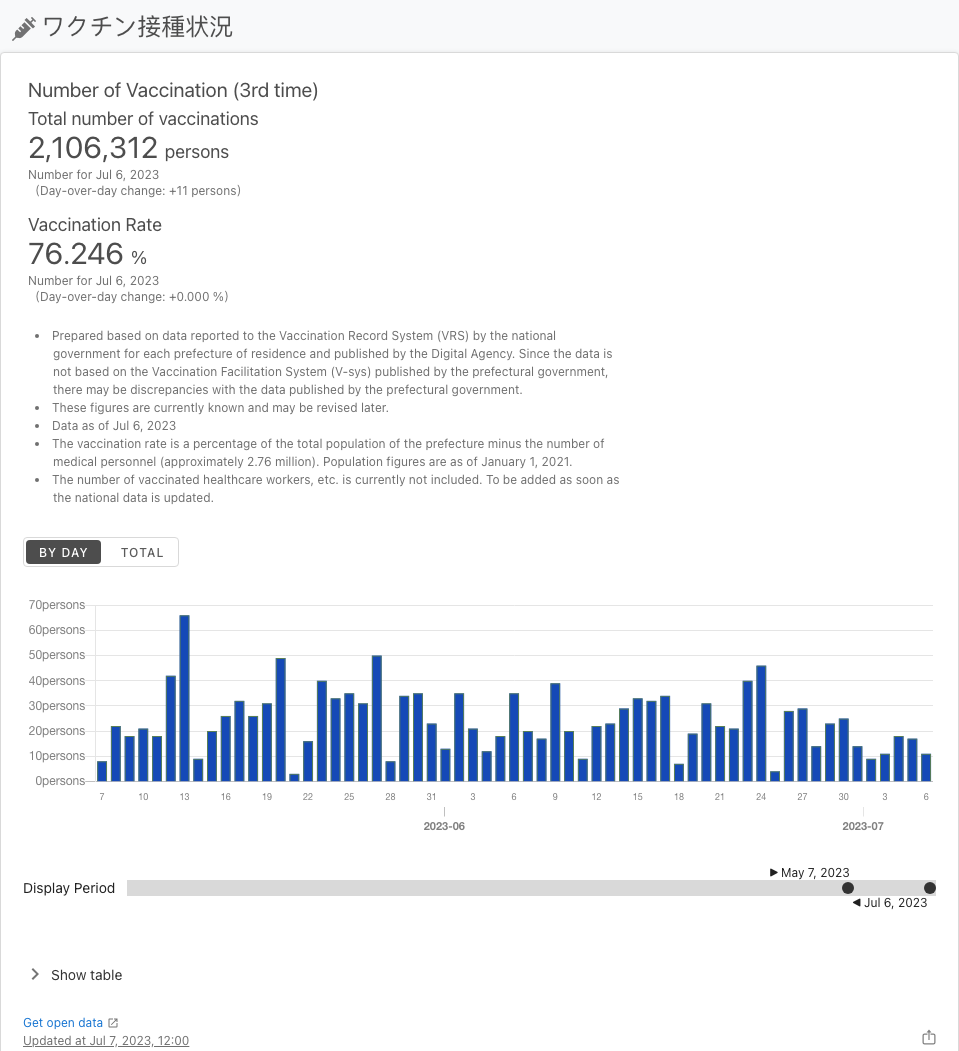 ワクチン接種状況
Number of Vaccination (3rd time)
Total number of vaccinations
2,106,312 persons
Number for Jul 6, 2023
(Day-over-day change: +11 persons)
Vaccination Rate
76.246 %
Number for Jul 6, 2023
(Day-over-day change: +0.000 %)
• Prepared based on data reported to the Vaccination Record System (VRS) by the national
government for each prefecture of residence and published by the Digital Agency. Since the data is
not based on the Vaccination Facilitation System (V-sys) published by the prefectural government,
there may be discrepancies with the data published by the prefectural government.
• These figures are currently known and may be revised later.
• Data as of Jul 6, 2023
• The vaccination rate is a percentage of the total population of the prefecture minus the number of
medical personnel (approximately 2.76 million). Population figures are as of January 1, 2021.
• The number of vaccinated healthcare workers, etc. is currently not included. To be added as soon as
the national data is updated.
BY DAY TOTAL
70persons
60persons
50persons
40persons
30persons
20persons
10persons
0persons
7 10 13 16 19 22 25 28 31 3 6 9 12 15 18 21 24 27 30 3 6
2023-06 2023-07
▶ May 7, 2023
Display Period
◀ Jul 6, 2023
Show table
Get open data
Updated at Jul 7, 2023, 12:00